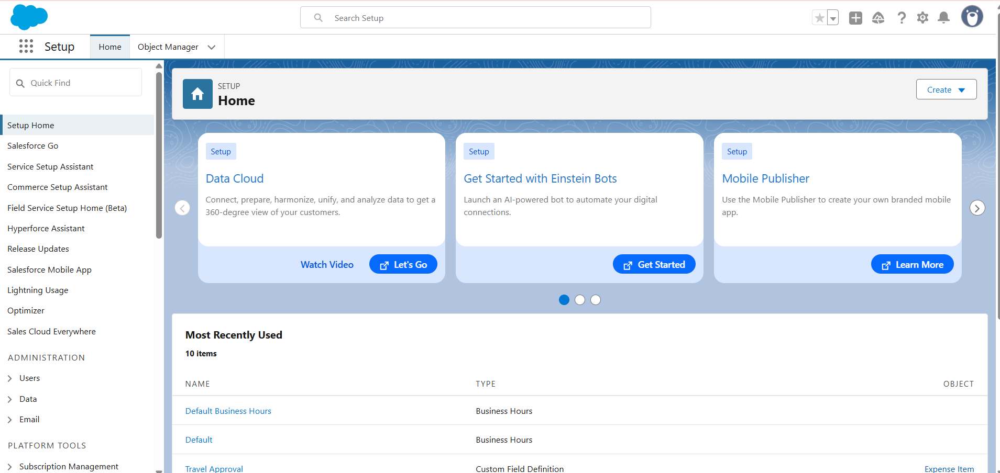 Search Setup
Setup
Home
Object Manager
Quick Find
Setup Home
Salesforce Go
Service Setup Assistant
Commerce Setup Assistant
Field Service Setup Home (Beta)
Hyperforce Assistant
Release Updates
Salesforce Mobile App
Lightning Usage
Optimizer
Sales Cloud Everywhere
ADMINISTRATION
Users
Data
Email
PLATFORM TOOLS
Subscription Management
SETUP
Home
Create
Setup
Data Cloud
Connect, prepare, harmonize, unify, and analyze data to get a
360-degree view of your customers.
Watch Video
Let's Go
Setup
Get Started with Einstein Bots
Launch an AI-powered bot to automate your digital
connections.
Get Started
Setup
Mobile Publisher
Use the Mobile Publisher to create your own branded mobile
app.
Learn More
Most Recently Used
10 items
NAME TYPE OBJECT
Default Business Hours Business Hours
Default Business Hours
Travel Approval Custom Field Definition Expense Item